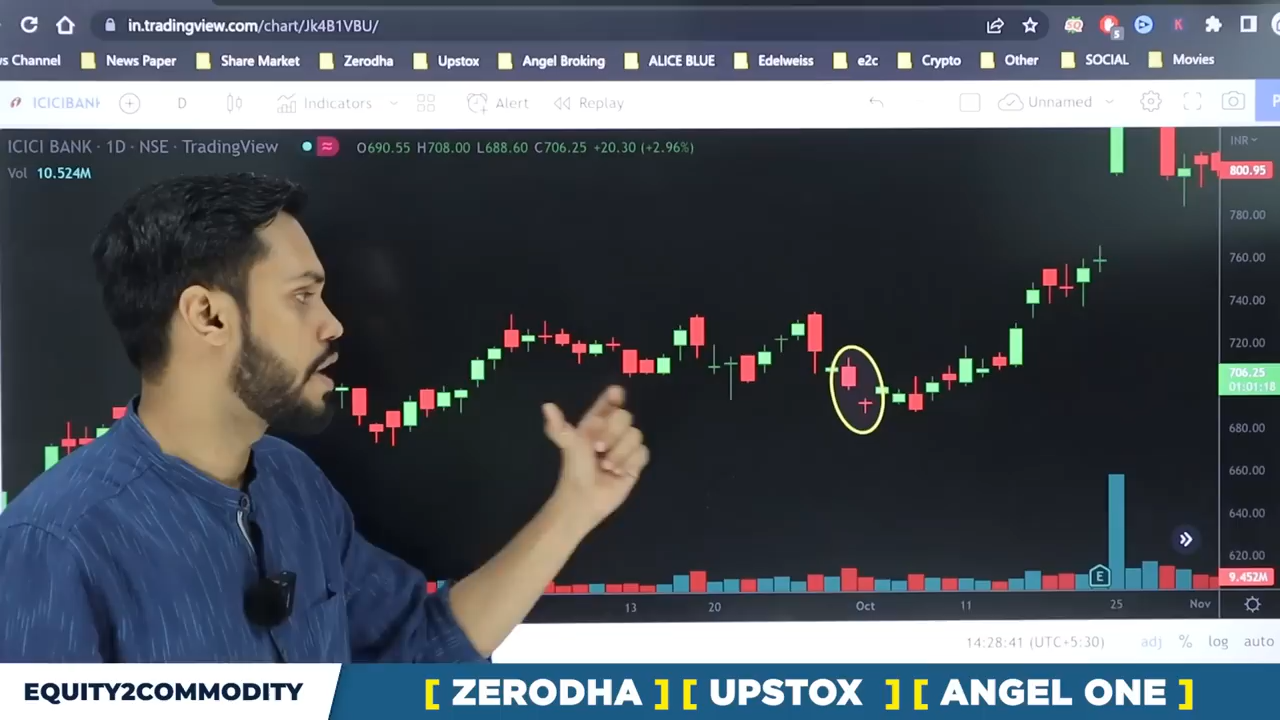 in.tradingview.com/chart/Jk4B1VBU/
5
vs Channel News Paper Share Market Zerodha Upstox Angel Broking ALICE BLUE Edelweiss e2c Crypto Other SOCIAL Movies
ICICIBANK D Indicators Alert Replay Unnamed
ICICI BANK · 1D · NSE · TradingView O690.55 H708.00 L688.60 C706.25 +20.30 (+2.96%)
Vol 10.524M
INR
800.95
780.00
760.00
740.00
720.00
706.25
01:01:18
680.00
660.00
640.00
620.00
9.452M
E
13 20 Oct 11 25 Nov
14:28:41 (UTC+5:30) adj % log auto
EQUITY2COMMODITY [ ZERODHA ] [ UPSTOX ] [ ANGEL ONE ]